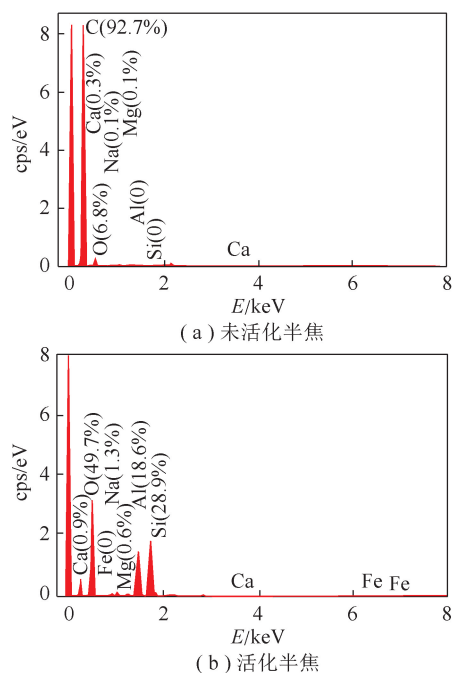 8
6
4
2
0
cps/eV
C(92.7%)
Ca(0.3%)
O(6.8%)
Na(0.1%)
Mg(0.1%)
Al(0)
Si(0)
Ca
0 2 4 6 8
E/keV
(a)未活化半焦
8
6
4
2
0
cps/eV
Ca(0.9%)
O(49.7%)
Fe(0)
Na(1.3%)
Mg(0.6%)
Al(18.6%)
Si(28.9%)
Ca
Fe Fe
0 2 4 6 8
E/keV
(b)活化半焦